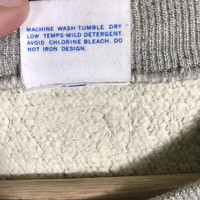 MACHINE WASH-TUMBLE DRY
LOW TEMPS-MILD DETERGENT.
AVOID CHLORINE BLEACH. DO
NOT IRON DESIGN.